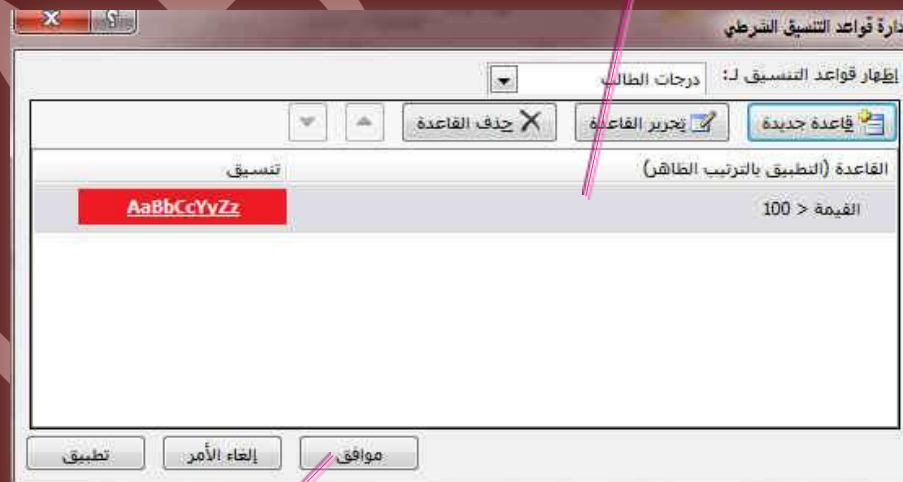 دارة قواعد التنسيق الشرطي
إظهار قواعد التنسيق لـ: درجات الطالب
قاعدة جديدة تحرير القاعدة حذف القاعدة
القاعدة (التطبيق بالترتيب الظاهر) تنسيق
القيمة < 100 AaBbCcYyZz
موافق إلغاء الأمر تطبيق